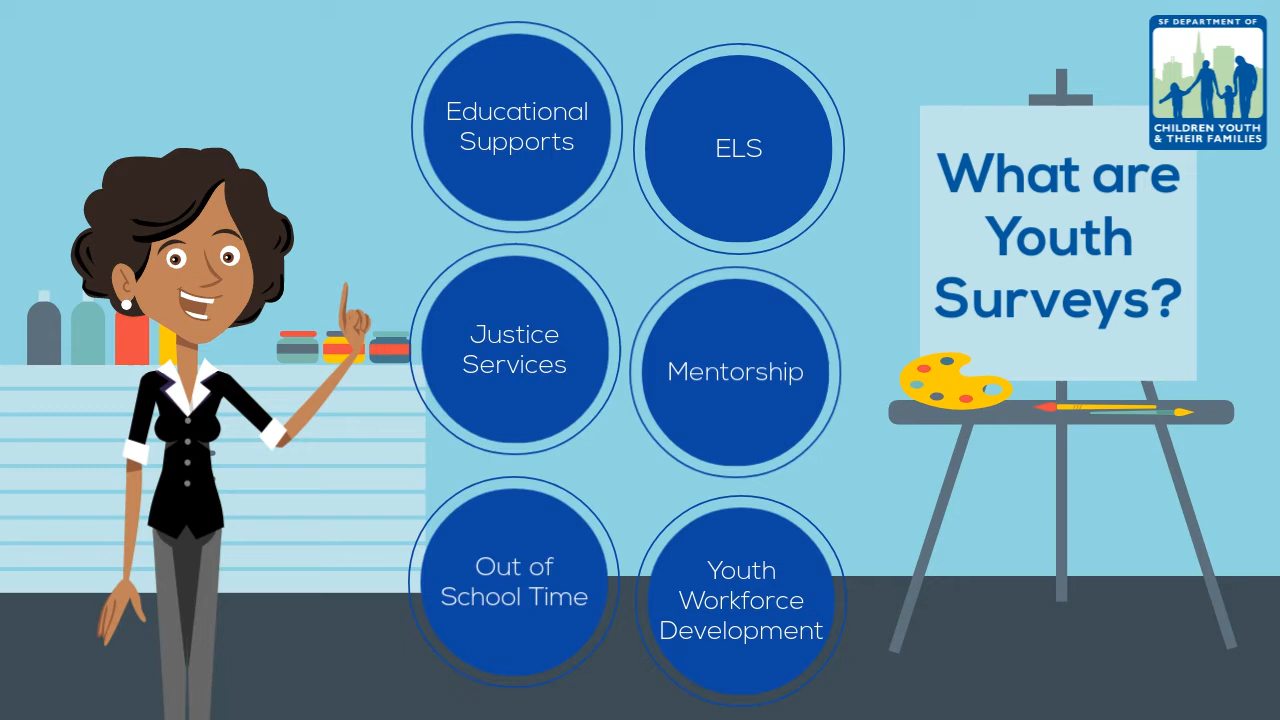 Educational
Supports
ELS
Justice
Services
Mentorship
Out of
School Time
Youth
Workforce
Development
What are
Youth
Surveys?
SF DEPARTMENT OF
CHILDREN YOUTH
& THEIR FAMILIES